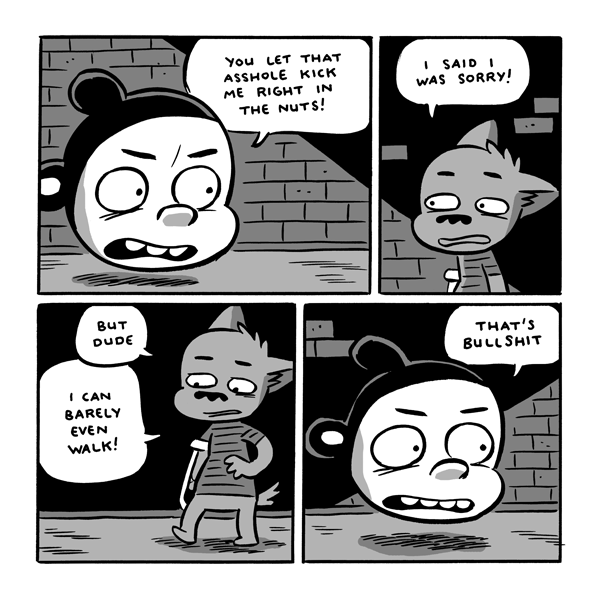 YOU LET THAT
ASSHOLE KICK
ME RIGHT IN
THE NUTS!
I SAID I
WAS SORRY!
BUT
DUDE
I CAN
BARELY
EVEN
WALK!
THAT'S
BULLSHIT